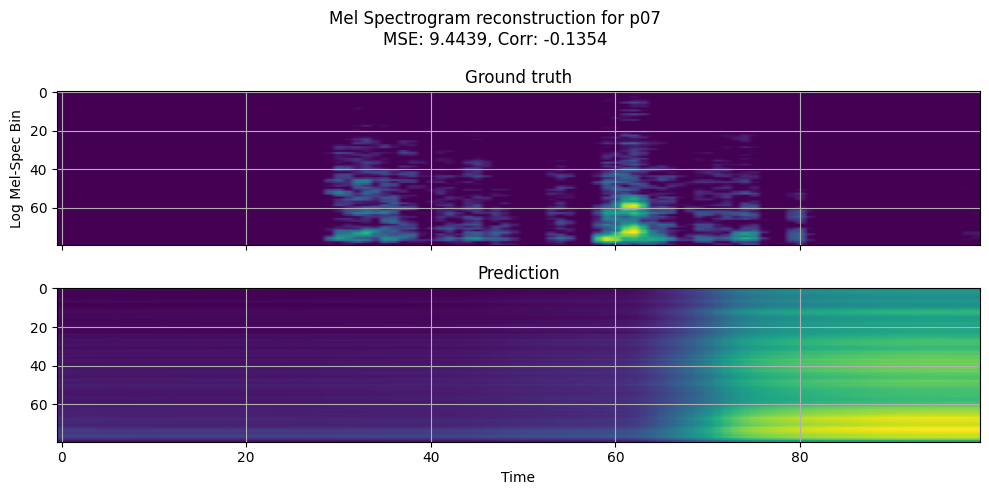 Mel Spectrogram reconstruction for p07
MSE: 9.4439, Corr: -0.1354
Ground truth
Log Mel-Spec Bin
0
20
40
60
Prediction
0
20
40
60
0 20 40 60 80
Time